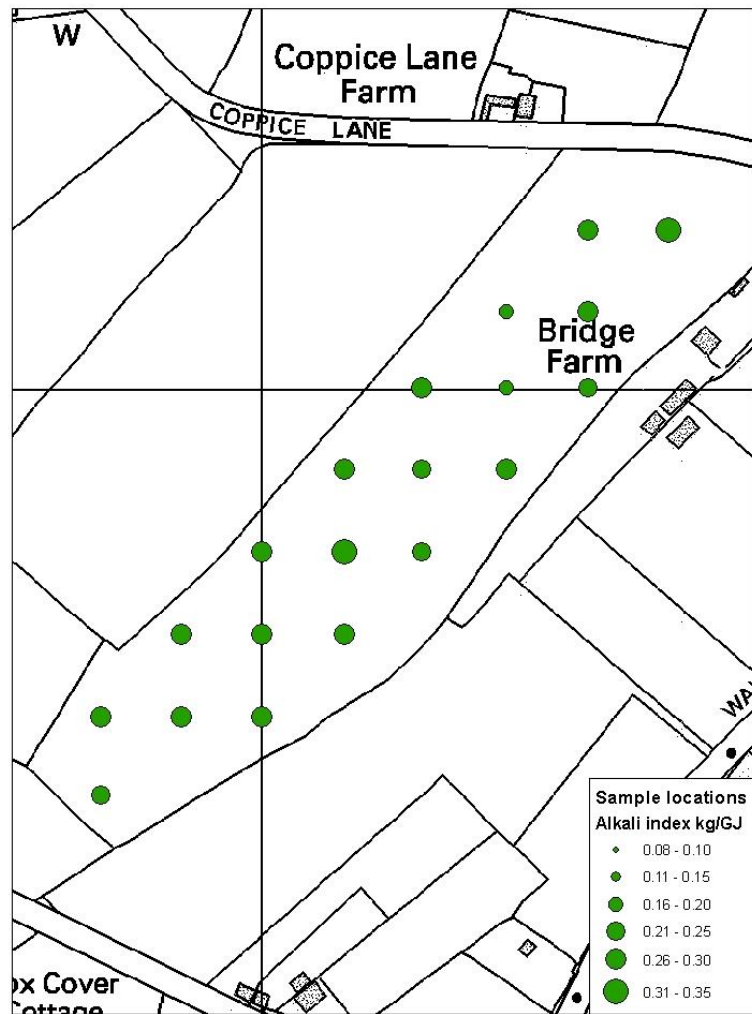 W
Coppice Lane
Farm
COPPICE LANE
Bridge
Farm
WA
Sample locations
Alkali index kg/GJ
0.08 - 0.10
0.11 - 0.15
0.16 - 0.20
0.21 - 0.25
0.26 - 0.30
0.31 - 0.35
ox Cover
Cottage